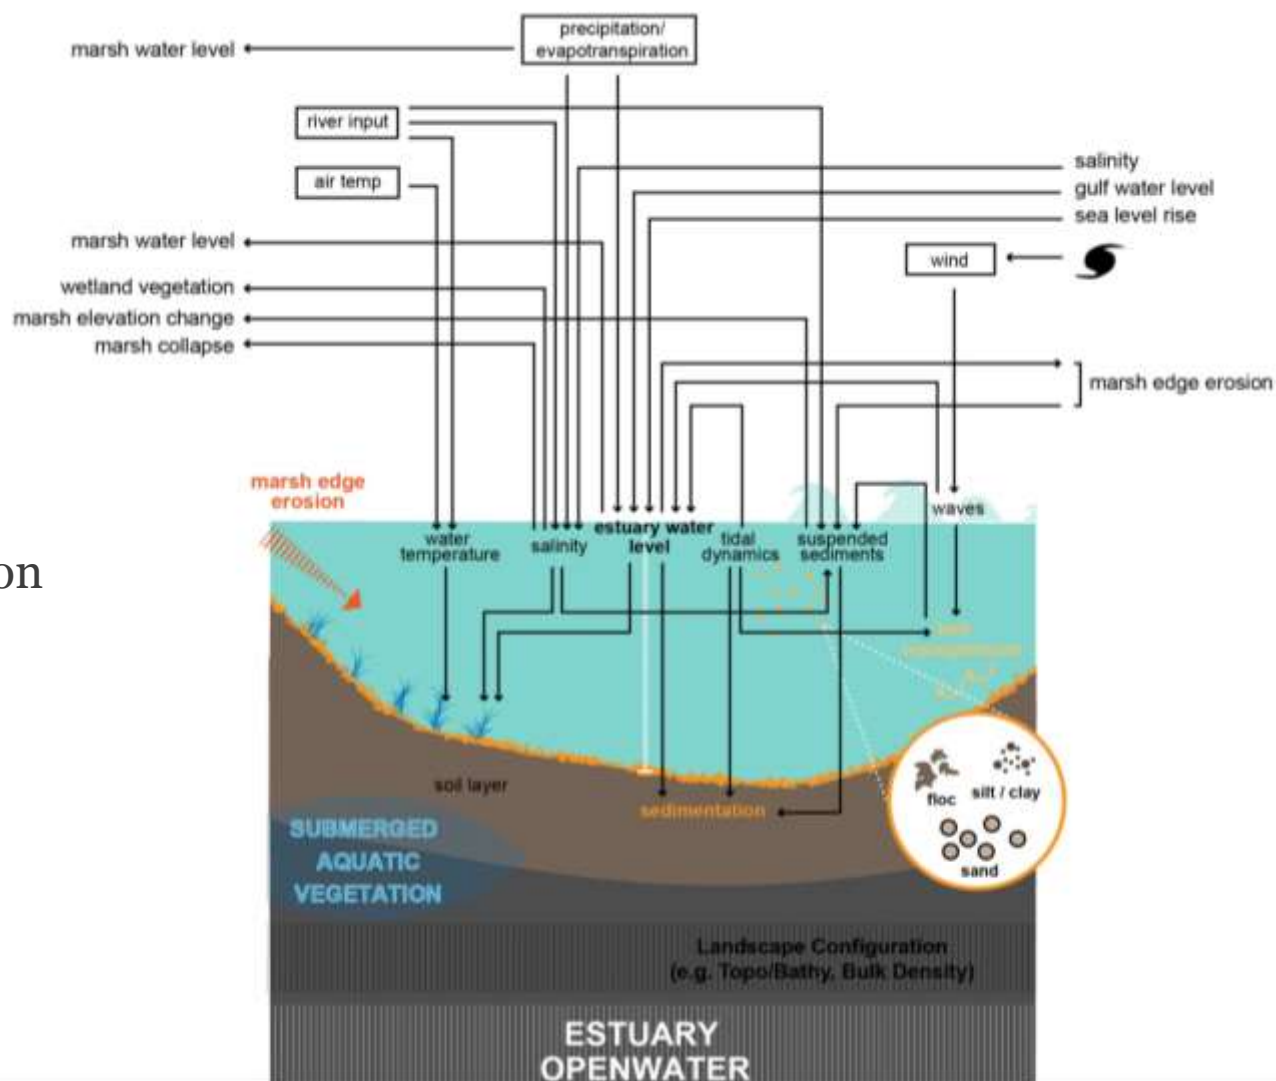 precipitation/
evapotranspiration
marsh water level
river input
air temp
salinity
gulf water level
sea level rise
marsh water level
wind
wetland vegetation
marsh elevation change
marsh collapse
marsh edge erosion
marsh edge
erosion
waves
water
temperature
salinity
estuary water
level
tidal
dynamics
suspended
sediments
on
soil layer
sedimentation
floc
silt / clay
sand
SUBMERGED
AQUATIC
VEGETATION
Landscape Configuration
(e.g. Topo/Bathy, Bulk Density)
ESTUARY
OPENWATER